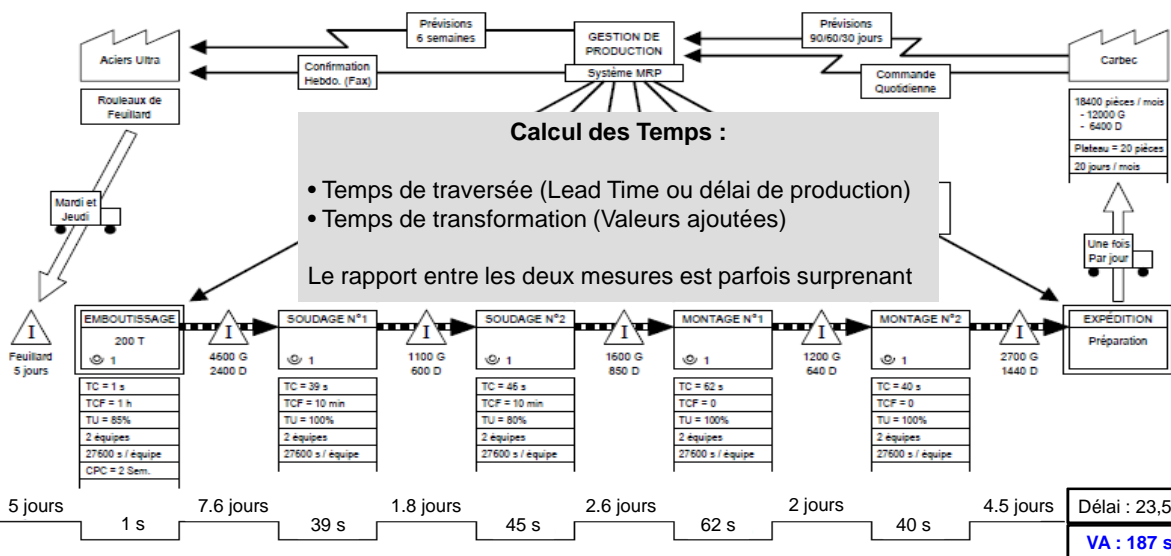 Prévisions
6 semaines
GESTION DE
PRODUCTION
Système MRP
Prévisions
90/60/30 jours
Aciers Ultra
Confirmation
Hebdo. (Fax)
Commande
Quotidienne
Carbec
Rouleaux de
Feuillard
18400 pièces / mois
- 12000 G
- 6400 D
Plateau = 20 pièces
20 jours / mois
Calcul des Temps :
• Temps de traversée (Lead Time ou délai de production)
• Temps de transformation (Valeurs ajoutées)
Le rapport entre les deux mesures est parfois surprenant
Mardi et
Jeudi
Une fois
Par jour
I
Feuillard
5 jours
EMBOUTISSAGE
200 T
1
TC = 1 s
TCF = 1 h
TU = 85%
2 équipes
27600 s / équipe
CPC = 2 Sem.
I
4600 G
2400 D
SOUDAGE N°1
1
TC = 39 s
TCF = 10 min
TU = 100%
2 équipes
27600 s / équipe
I
1100 G
600 D
SOUDAGE N°2
1
TC = 46 s
TCF = 10 min
TU = 80%
2 équipes
27600 s / équipe
I
1600 G
850 D
MONTAGE N°1
1
TC = 62 s
TCF = 0
TU = 100%
2 équipes
27600 s / équipe
I
1200 G
640 D
MONTAGE N°2
1
TC = 40 s
TCF = 0
TU = 100%
2 équipes
27600 s / équipe
I
2700 G
1440 D
EXPÉDITION
Préparation
5 jours
1 s
7.6 jours
39 s
1.8 jours
45 s
2.6 jours
62 s
2 jours
40 s
4.5 jours
Délai : 23,5
VA : 187 s